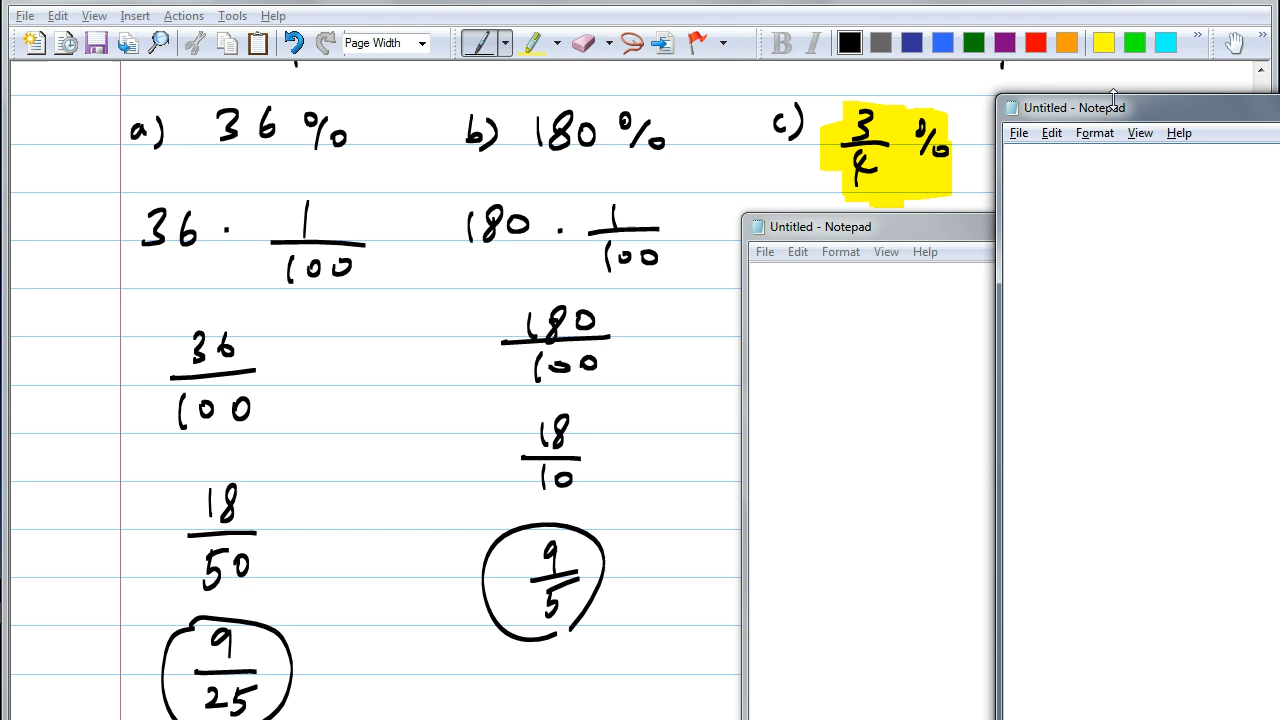 File Edit View Insert Actions Tools Help
Page Width
B I
a) 36 % b) 180 % c) 3/4 %
36 · 1/100
180 · 1/100
36/100
180/100
18/50
18/10
9/25
9/5
Untitled - Notepad
File Edit Format View Help
Untitled - Notepad
File Edit Format View Help